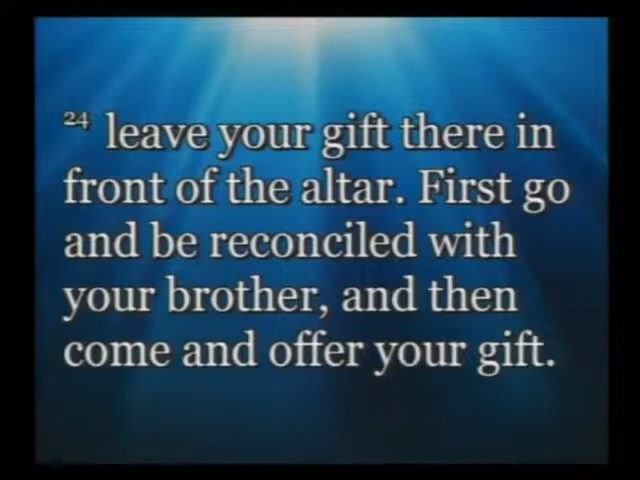 24 leave your gift there in
front of the altar. First go
and be reconciled with
your brother, and then
come and offer your gift.